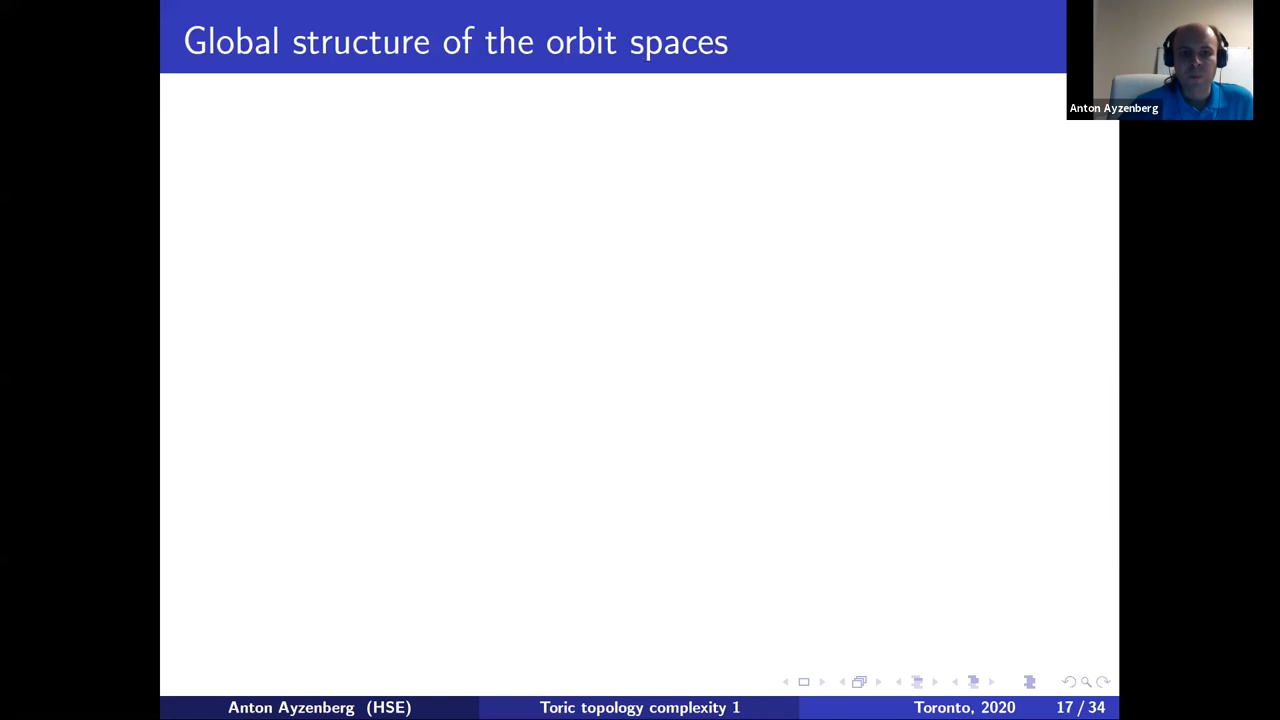 Global structure of the orbit spaces
Anton Ayzenberg
Anton Ayzenberg (HSE)
Toric topology complexity 1
Toronto, 2020
17 / 34